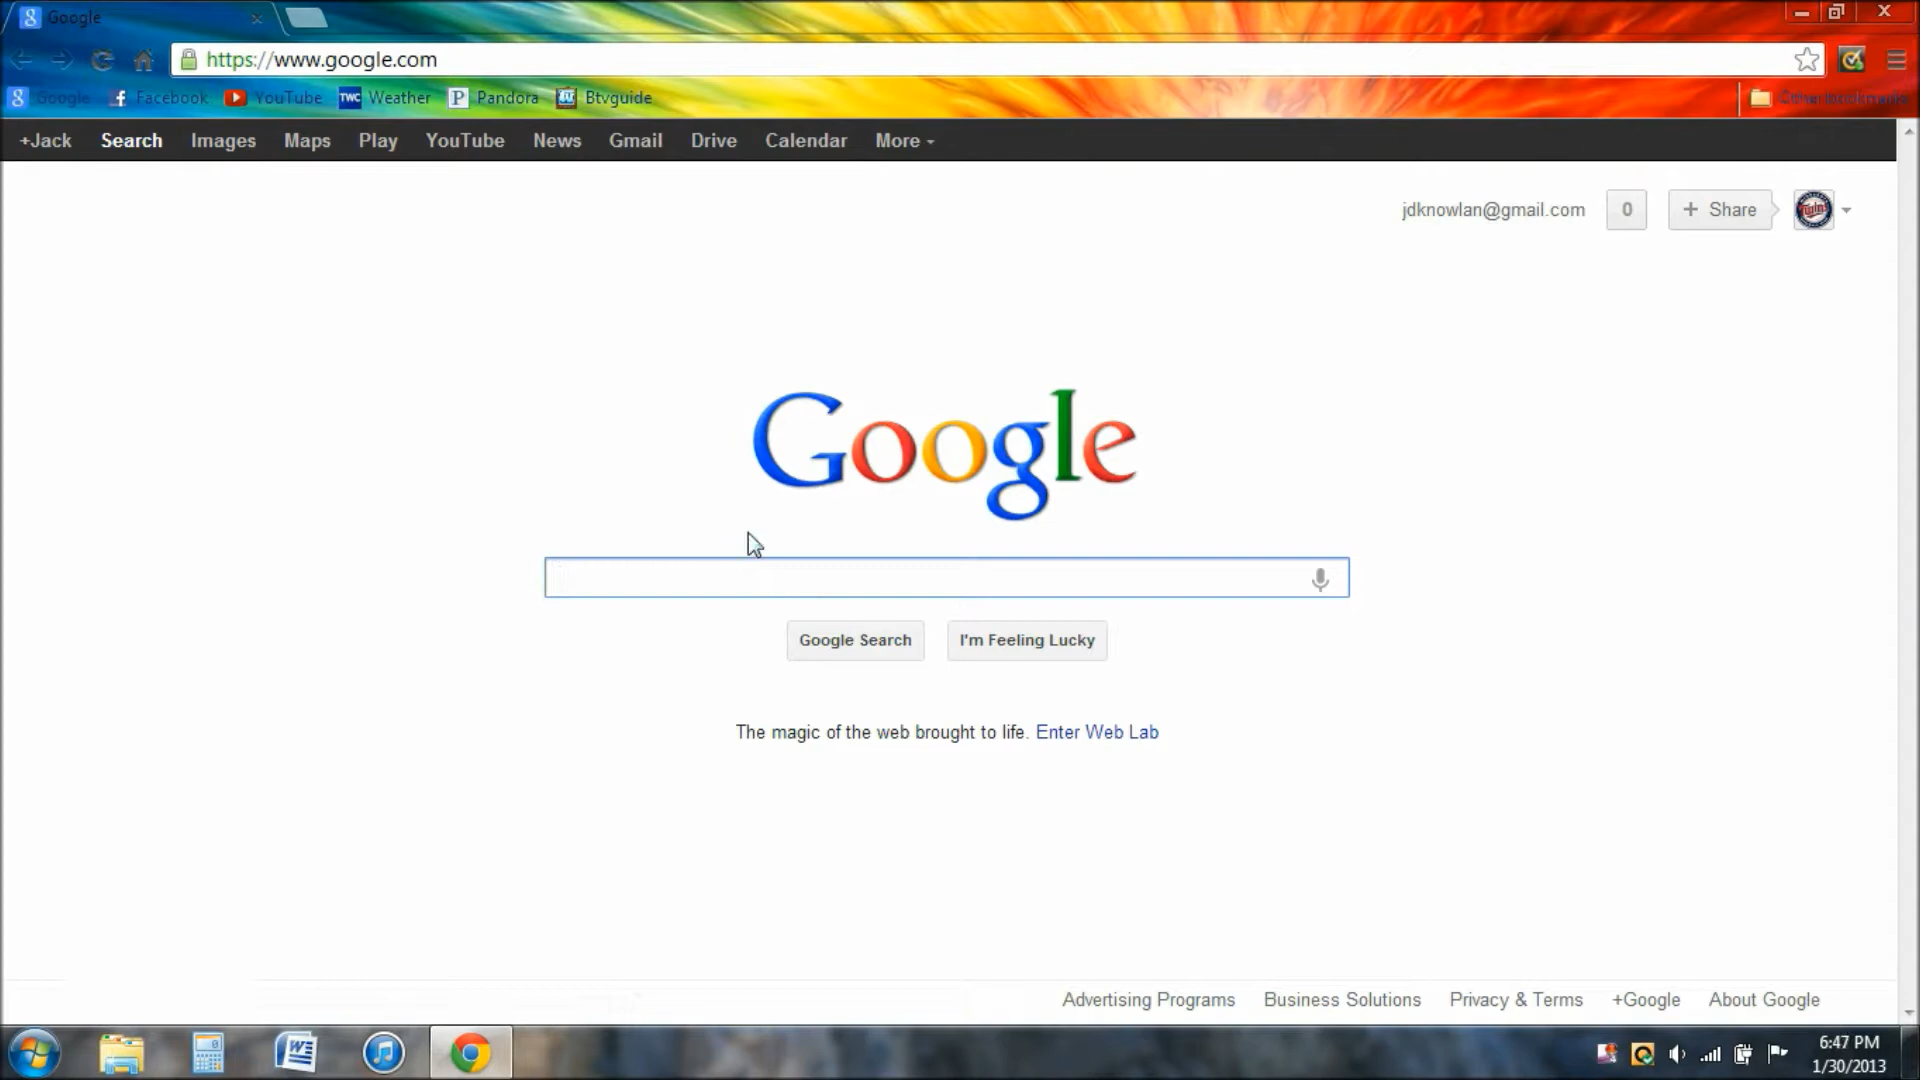 Google
https://www.google.com
Google Facebook YouTube TWC Weather P Pandora Btvguide Other bookmarks
+Jack Search Images Maps Play YouTube News Gmail Drive Calendar More
jdknowlan@gmail.com 0 + Share Twins
Google
Google Search I'm Feeling Lucky
The magic of the web brought to life. Enter Web Lab
Advertising Programs Business Solutions Privacy & Terms +Google About Google
6:47 PM
1/30/2013